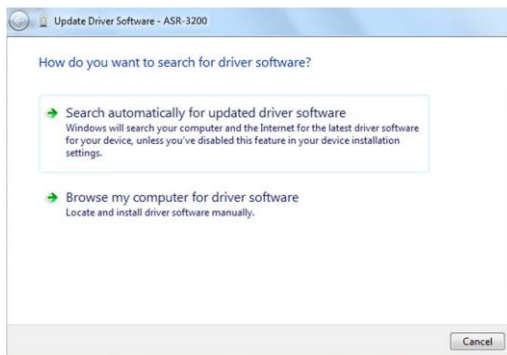 Update Driver Software - ASR-3200
How do you want to search for driver software?
Search automatically for updated driver software
Windows will search your computer and the Internet for the latest driver software
for your device, unless you've disabled this feature in your device installation
settings.
Browse my computer for driver software
Locate and install driver software manually.
Cancel